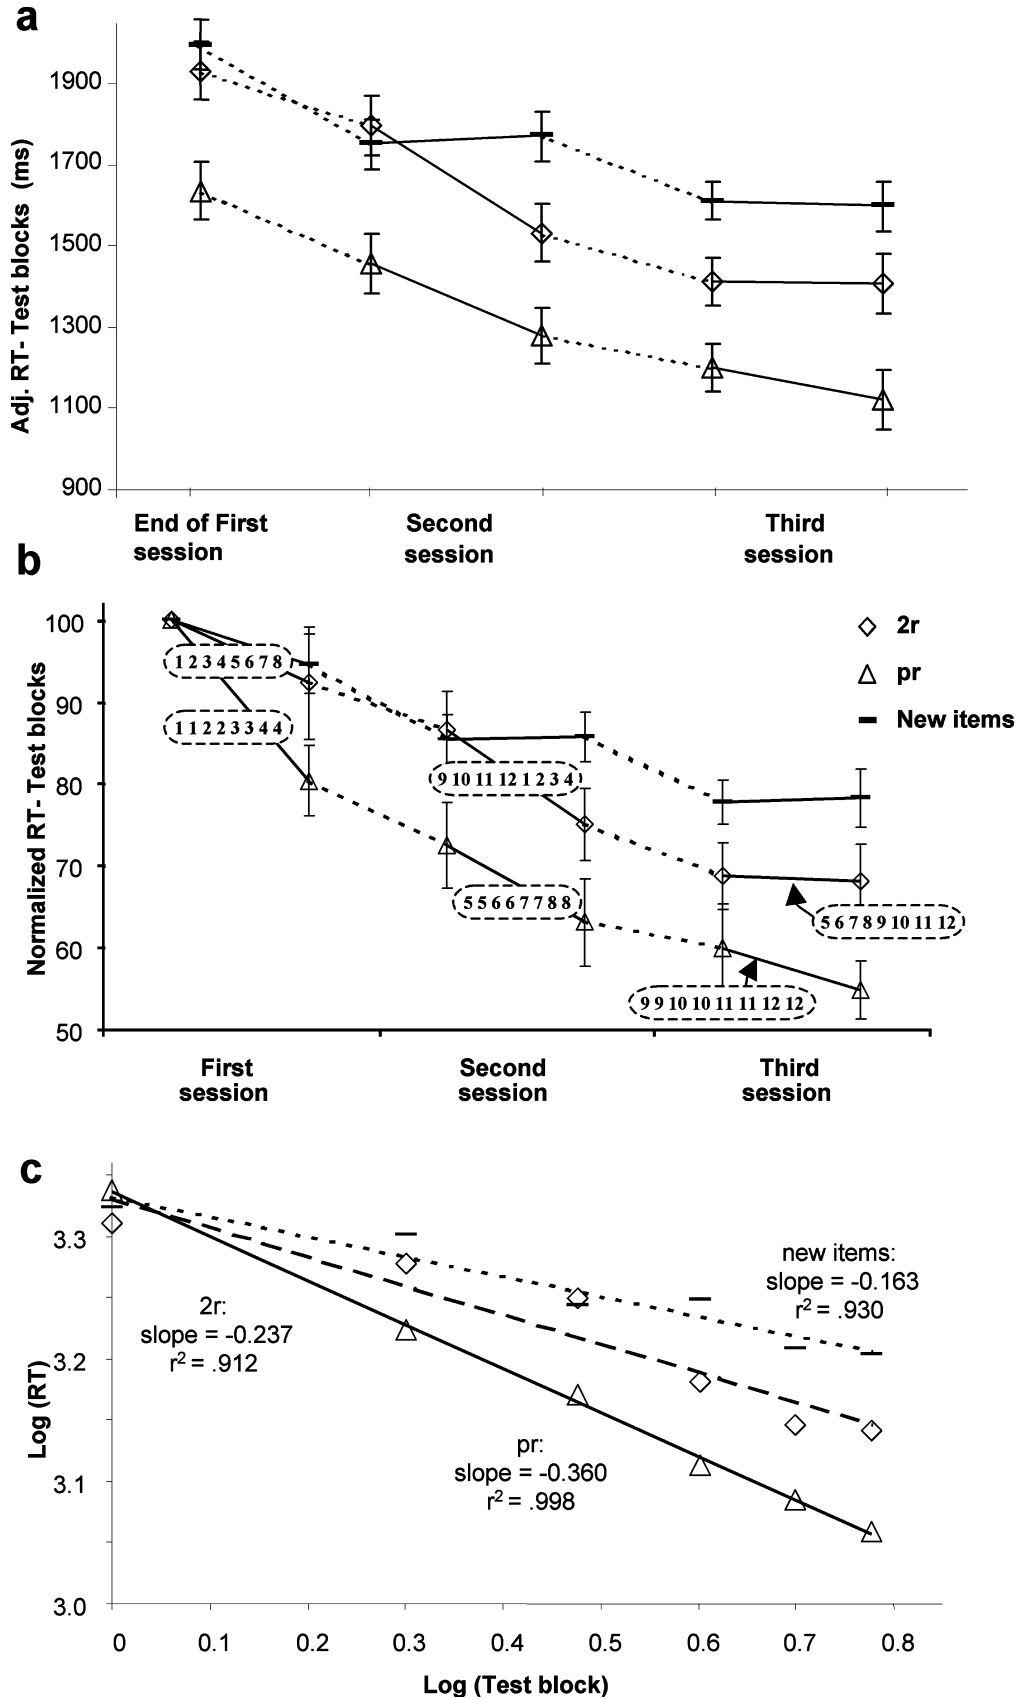 a
Adj. RT- Test blocks (ms)
1900
1700
1500
1300
1100
900
End of First
session
Second
session
Third
session
b
Normalized RT- Test blocks
100
90
80
70
60
50
1 2 3 4 5 6 7 8
1 1 2 2 3 3 4 4
9 10 11 12 1 2 3 4
5 5 6 6 7 7 8 8
5 6 7 8 9 10 11 12
9 9 10 10 11 11 12 12
2r
pr
New items
First
session
Second
session
Third
session
c
Log (RT)
3.3
3.2
3.1
3.0
new items:
slope = -0.163
r² = .930
2r:
slope = -0.237
r² = .912
pr:
slope = -0.360
r² = .998
0 0.1 0.2 0.3 0.4 0.5 0.6 0.7 0.8
Log (Test block)